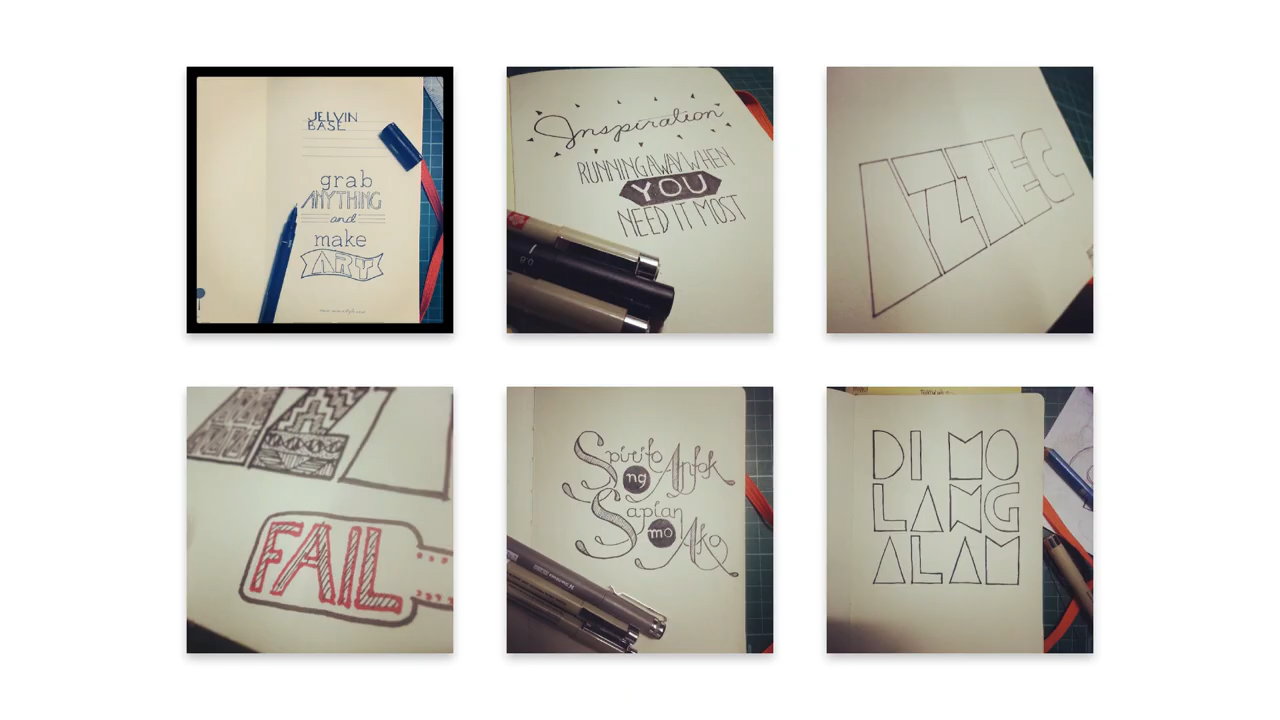 JELVIN
BASE
grab
ANYTHING
and
make
ART
Inspiration
RUNNING AWAY WHEN
YOU
NEED IT MOST
AZTEC
FAIL
Spirito
ng Antok
Sapian
mo Ako
DI MO
LANG
ALAM